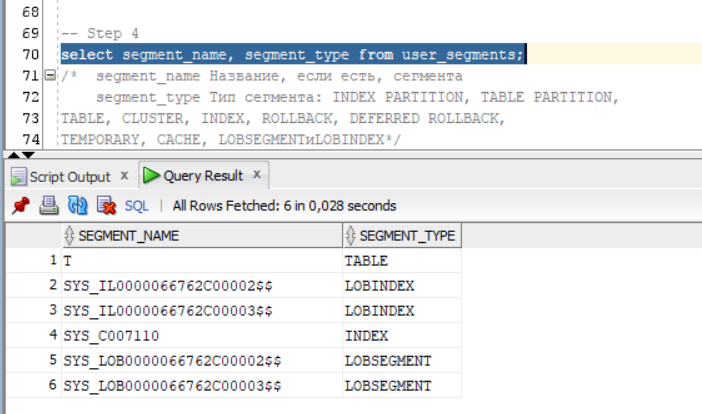 68
69 -- Step 4
70 select segment_name, segment_type from user_segments;
71 /* segment_name Название, если есть, сегмента
72 segment_type Тип сегмента: INDEX PARTITION, TABLE PARTITION,
73 TABLE, CLUSTER, INDEX, ROLLBACK, DEFERRED ROLLBACK,
74 TEMPORARY, CACHE, LOBSEGMENTиLOBINDEX*/
Script Output x Query Result x
SQL | All Rows Fetched: 6 in 0,028 seconds
SEGMENT_NAME SEGMENT_TYPE
1 T TABLE
2 SYS_IL0000066762C00002$$ LOBINDEX
3 SYS_IL0000066762C00003$$ LOBINDEX
4 SYS_C007110 INDEX
5 SYS_LOB0000066762C00002$$ LOBSEGMENT
6 SYS_LOB0000066762C00003$$ LOBSEGMENT